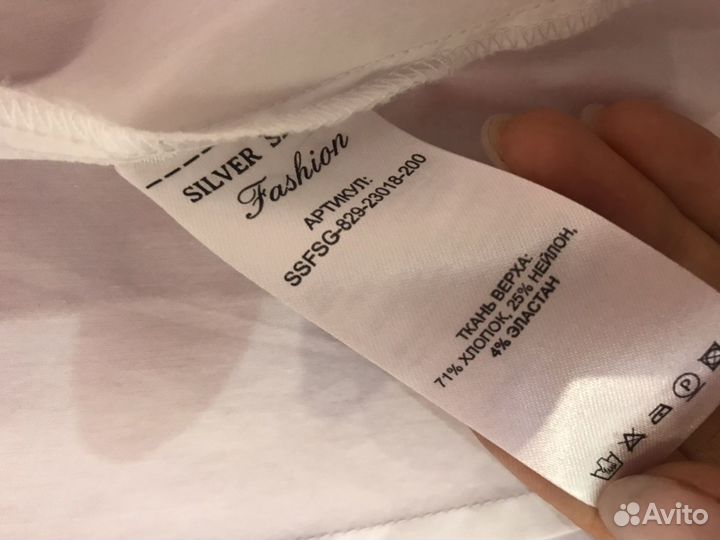 SILVER
Fashion
АРТИКУЛ:
SSFSG-829-23018-200
ТКАНЬ ВЕРХА:
71% ХЛОПОК, 25% НЕЙЛОН,
4% ЭЛАСТАН
P
Avito